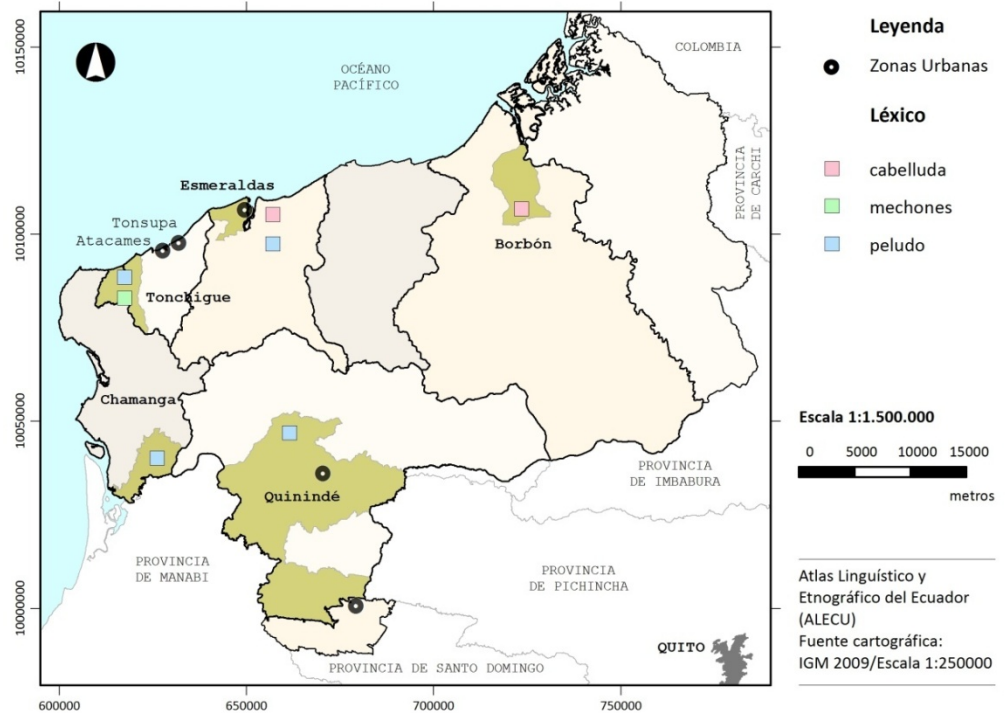 COLOMBIA
OCÉANO
PACÍFICO
PROVINCIA
DE CARCHI
Esmeraldas
Tonsupa
Atacames
Borbón
Tonchigue
Chamanga
Quinindé
PROVINCIA
DE IMBABURA
PROVINCIA
DE MANABI
PROVINCIA
DE PICHINCHA
QUITO
PROVINCIA DE SANTO DOMINGO
10150000
10100000
10050000
10000000
600000
650000
700000
750000
Leyenda
Zonas Urbanas
Léxico
cabelluda
mechones
peludo
Escala 1:1.500.000
0 5000 10000 15000
metros
Atlas Linguístico y
Etnográfico del Ecuador
(ALECU)
Fuente cartográfica:
IGM 2009/Escala 1:250000